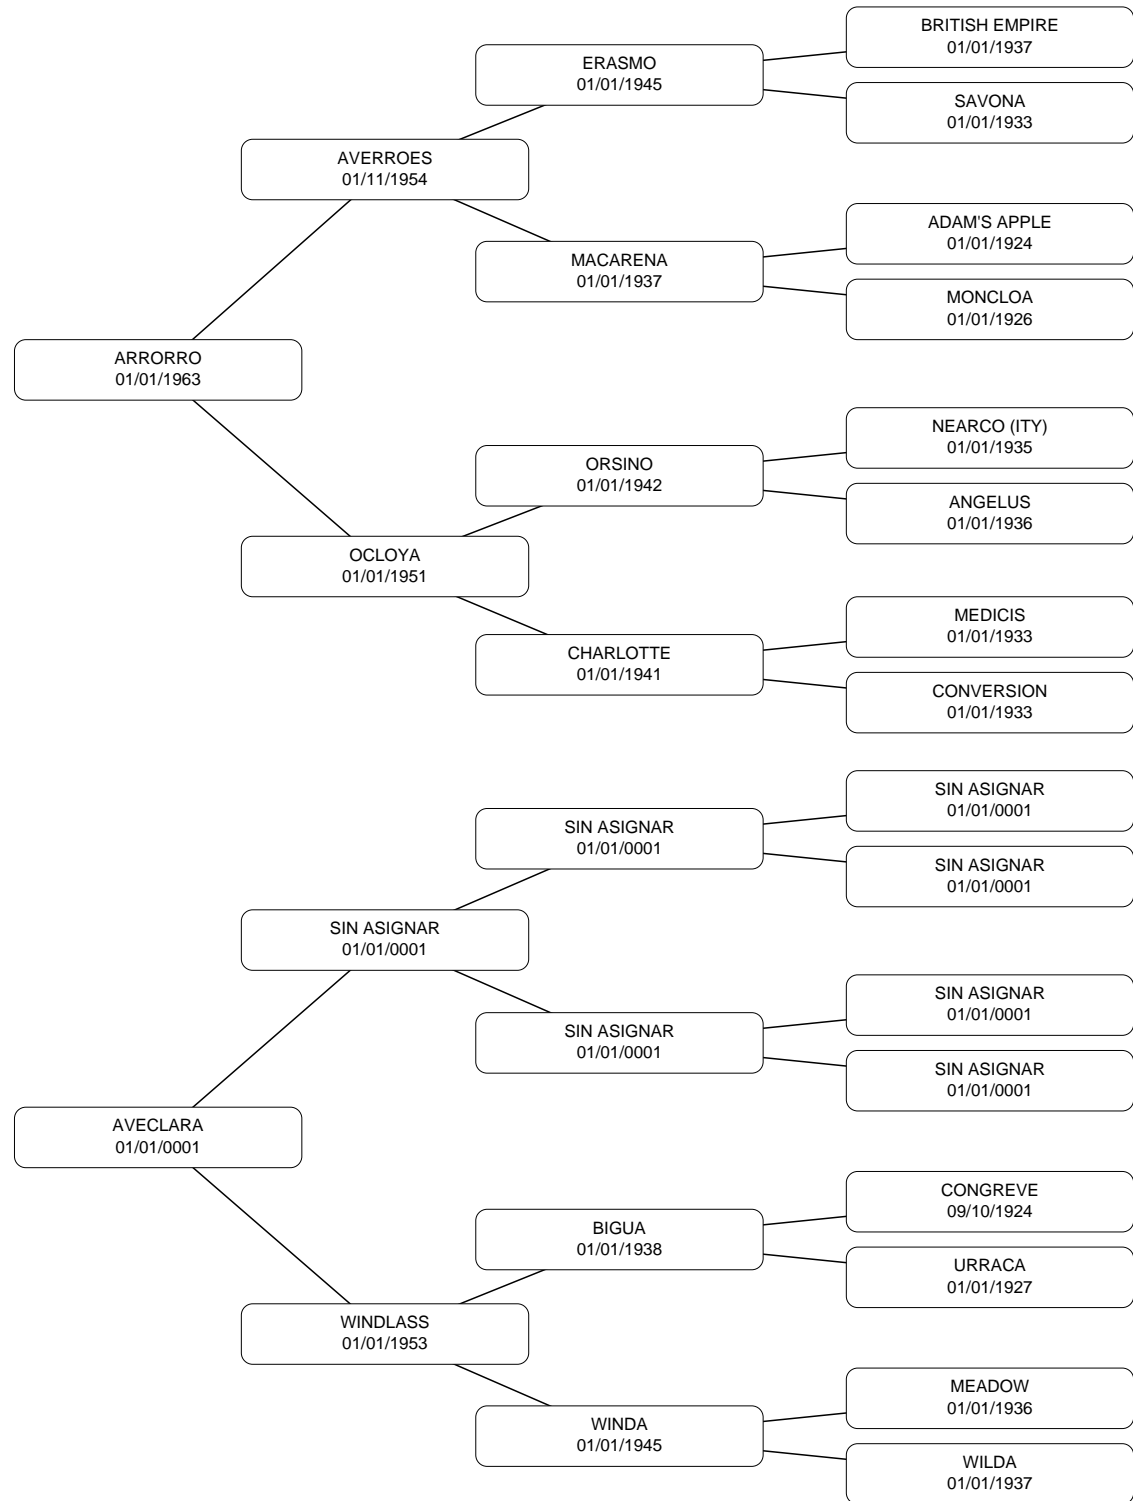 BRITISH EMPIRE
01/01/1937
ERASMO
01/01/1945
SAVONA
01/01/1933
AVERROES
01/11/1954
ADAM'S APPLE
01/01/1924
MACARENA
01/01/1937
MONCLOA
01/01/1926
ARRORRO
01/01/1963
NEARCO (ITY)
01/01/1935
ORSINO
01/01/1942
ANGELUS
01/01/1936
OCLOYA
01/01/1951
MEDICIS
01/01/1933
CHARLOTTE
01/01/1941
CONVERSION
01/01/1933
SIN ASIGNAR
01/01/0001
SIN ASIGNAR
01/01/0001
SIN ASIGNAR
01/01/0001
SIN ASIGNAR
01/01/0001
SIN ASIGNAR
01/01/0001
SIN ASIGNAR
01/01/0001
SIN ASIGNAR
01/01/0001
AVECLARA
01/01/0001
CONGREVE
09/10/1924
BIGUA
01/01/1938
URRACA
01/01/1927
WINDLASS
01/01/1953
MEADOW
01/01/1936
WINDA
01/01/1945
WILDA
01/01/1937